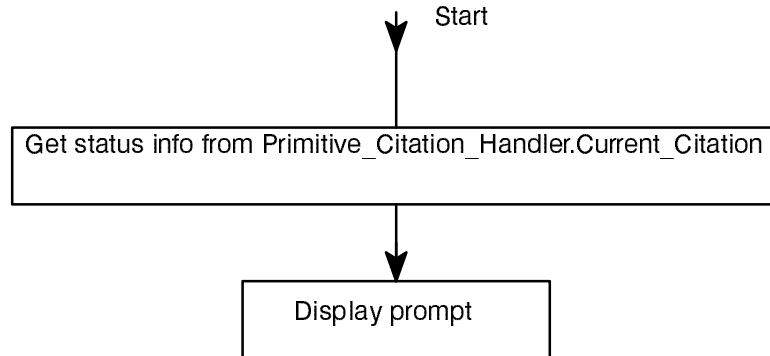 Start
Get status info from Primitive_Citation_Handler.Current_Citation
Display prompt